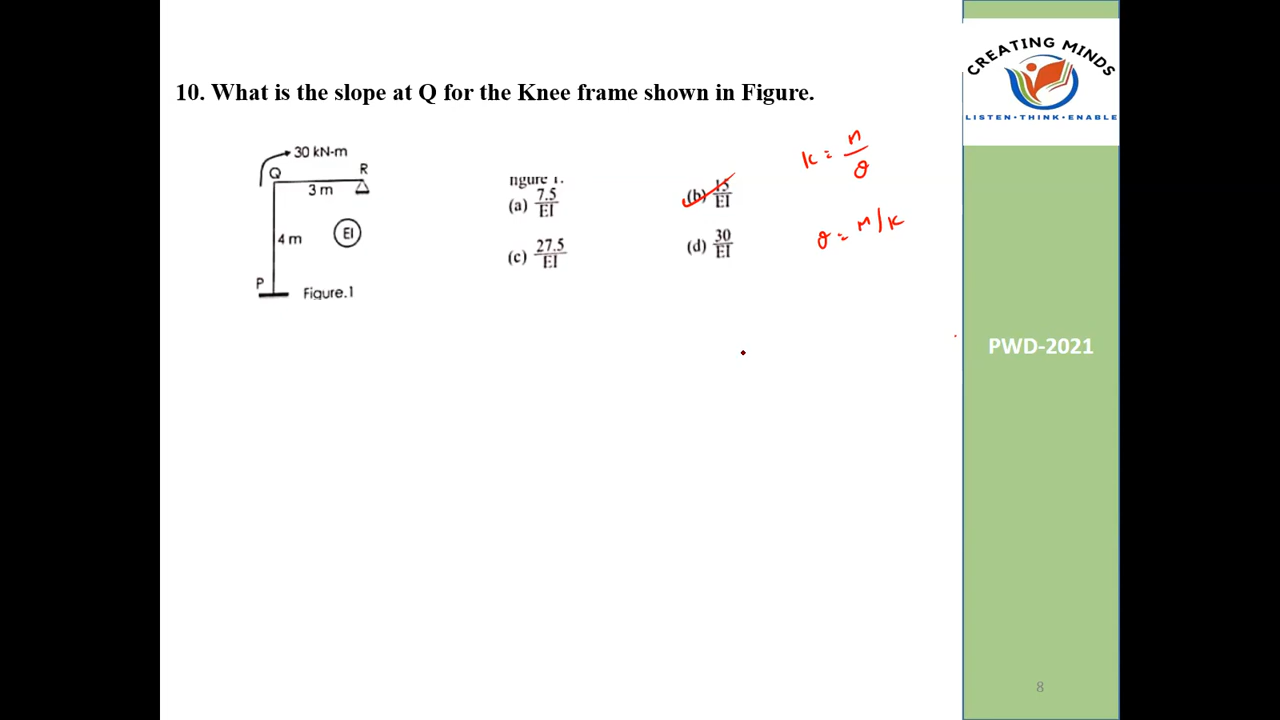 CREATING MINDS
LISTEN • THINK • ENABLE
10. What is the slope at Q for the Knee frame shown in Figure.
30 kN-m
Q
R
3 m
4 m
EI
P
Figure.1
(a) 7.5/EI
(b) 15/EI
(c) 27.5/EI
(d) 30/EI
k = M/θ
θ = M/K
PWD-2021
8